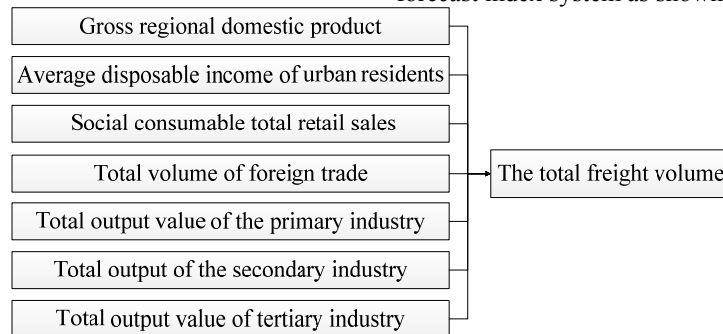 forecast index system as shown
Gross regional domestic product
Average disposable income of urban residents
Social consumable total retail sales
Total volume of foreign trade
The total freight volume
Total output value of the primary industry
Total output of the secondary industry
Total output value of tertiary industry